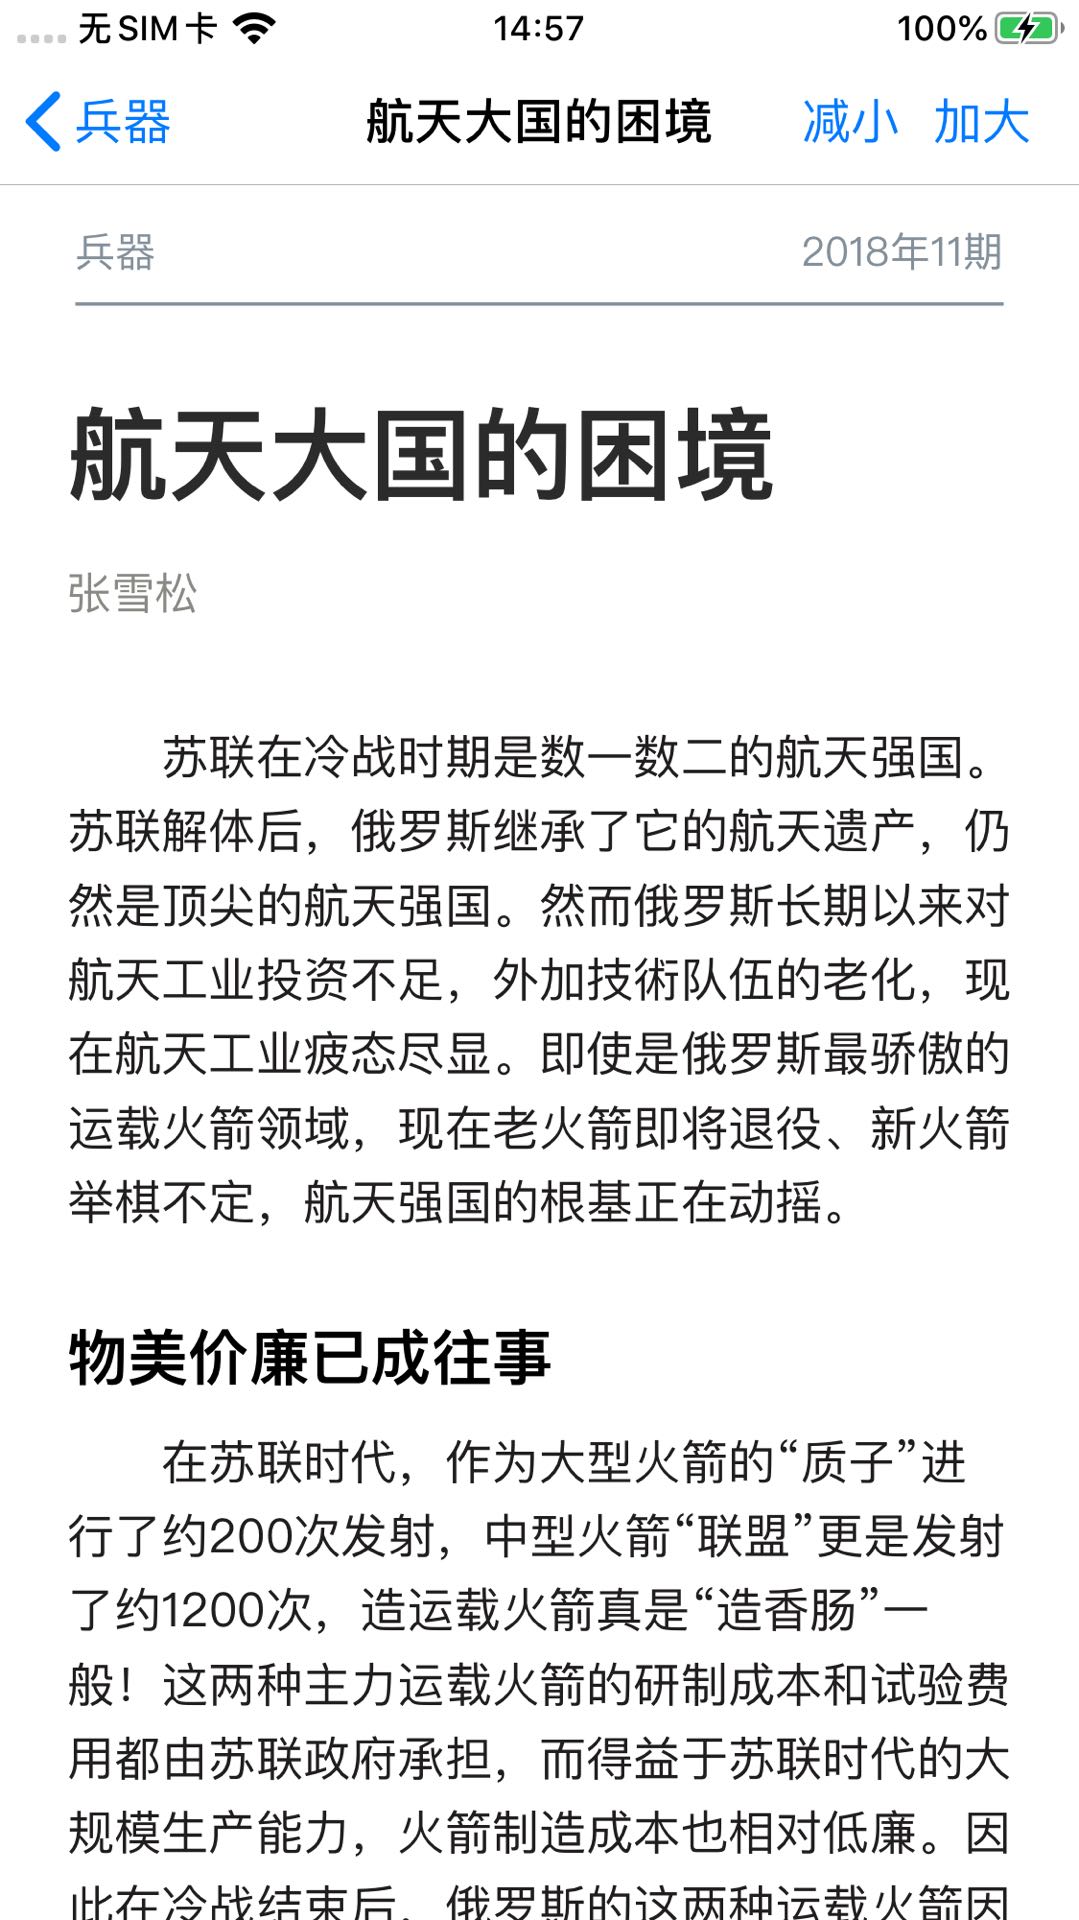 无SIM卡 14:57 100%
兵器 航天大国的困境 减小 加大
兵器 2018年11期
航天大国的困境
张雪松
苏联在冷战时期是数一数二的航天强国。
苏联解体后，俄罗斯继承了它的航天遗产，仍
然是顶尖的航天强国。然而俄罗斯长期以来对
航天工业投资不足，外加技術队伍的老化，现
在航天工业疲态尽显。即使是俄罗斯最骄傲的
运载火箭领域，现在老火箭即将退役、新火箭
举棋不定，航天强国的根基正在动摇。
物美价廉已成往事
在苏联时代，作为大型火箭的“质子”进
行了约200次发射，中型火箭“联盟”更是发射
了约1200次，造运载火箭真是“造香肠”一
般！这两种主力运载火箭的研制成本和试验费
用都由苏联政府承担，而得益于苏联时代的大
规模生产能力，火箭制造成本也相对低廉。因
此在冷战结束后，俄罗斯的这两种运载火箭因